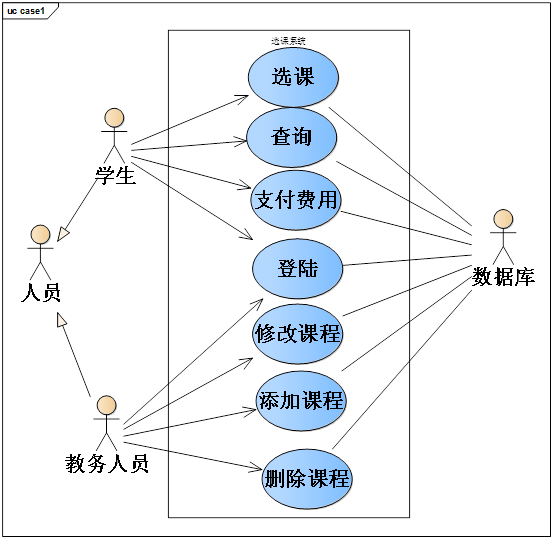 uc case1
选课系统
选课
查询
学生
支付费用
登陆
人员
数据库
修改课程
添加课程
教务人员
删除课程